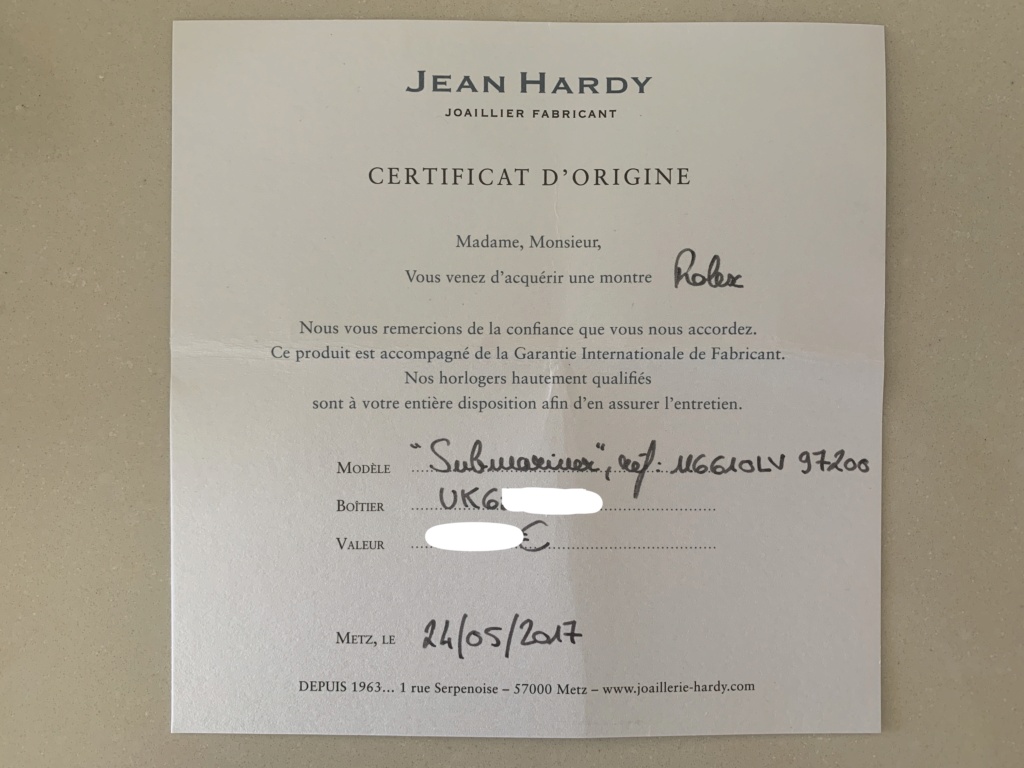 JEAN HARDY
JOAILLIER FABRICANT
CERTIFICAT D'ORIGINE
Madame, Monsieur,
Vous venez d'acquérir une montre Rolex
Nous vous remercions de la confiance que vous nous accordez.
Ce produit est accompagné de la Garantie Internationale de Fabricant.
Nos horlogers hautement qualifiés
sont à votre entière disposition afin d'en assurer l'entretien.
MODÈLE "Submariner", réf: 116610LV 97200
BOÎTIER UK6
VALEUR €
METZ, LE 24/05/2017
DEPUIS 1963... 1 rue Serpenoise – 57000 Metz – www.joaillerie-hardy.com